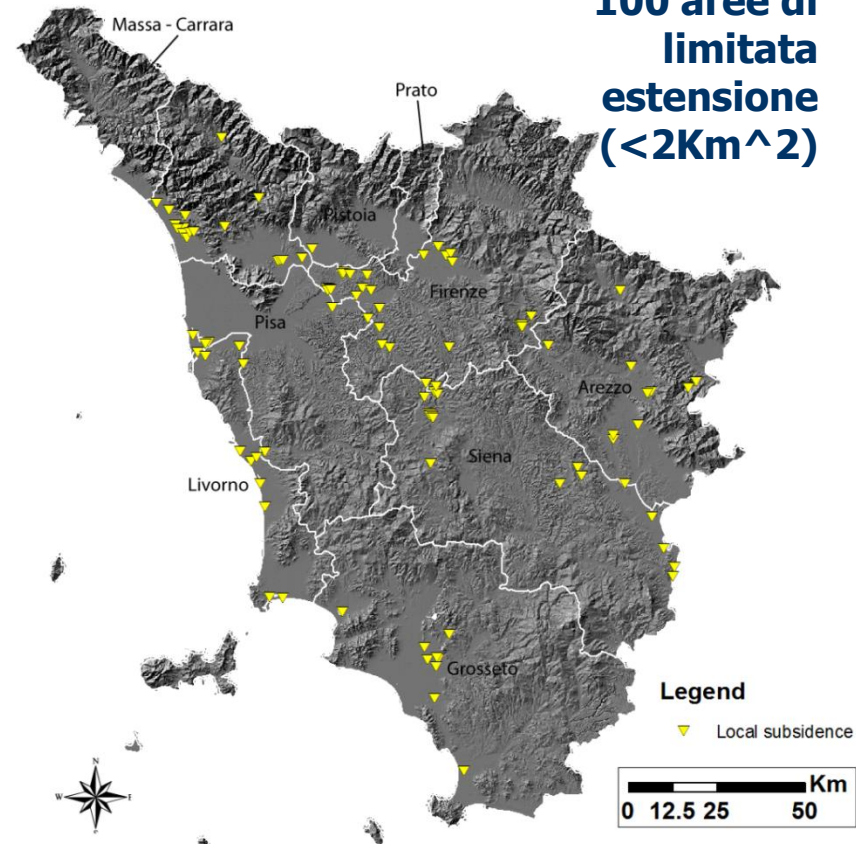 100 aree di
limitata
estensione
(<2Km^2)
Massa - Carrara
Prato
Pistoia
Firenze
Pisa
Arezzo
Siena
Livorno
Grosseto
Legend
Local subsidence
Km
0 12.5 25 50
N
W E